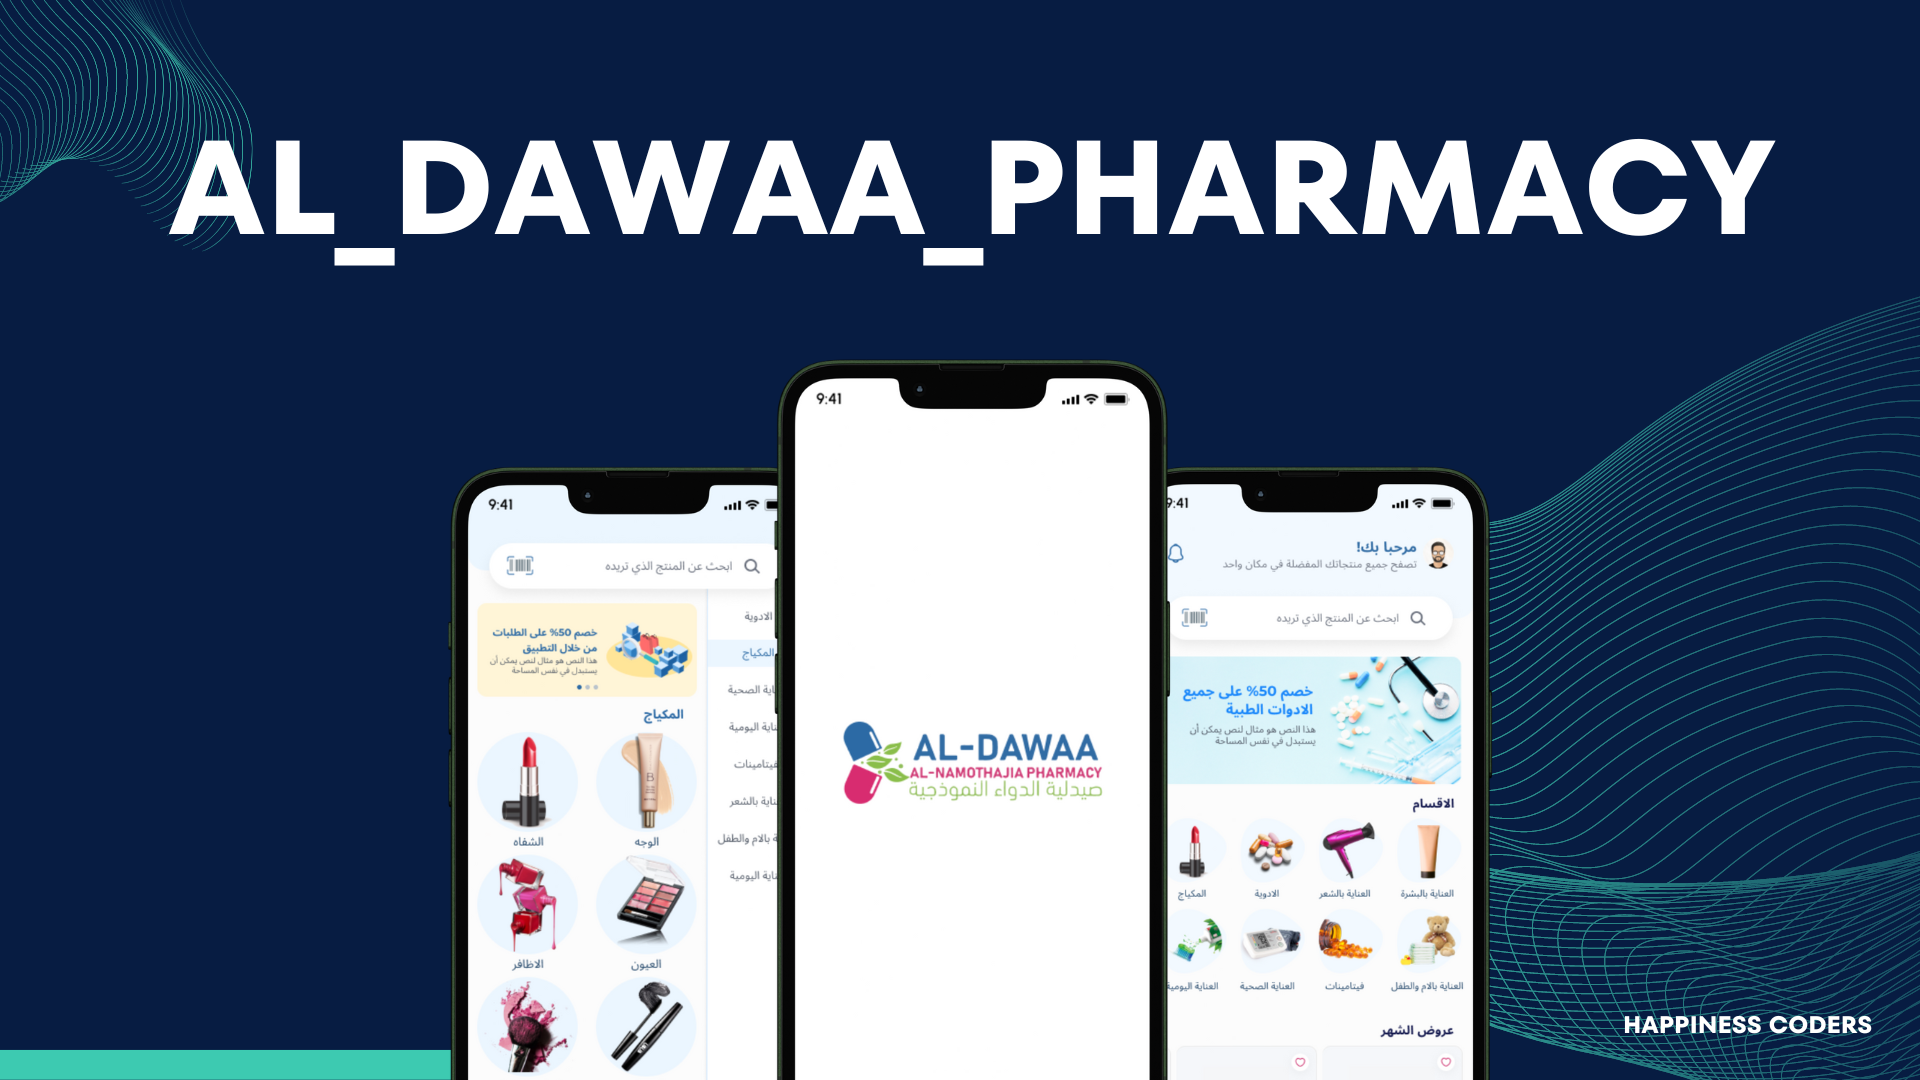 AL_DAWAA_PHARMACY
9:41
ابحث عن المنتج الذي تريده
خصم 50% على الطلبات
من خلال التطبيق
هذا النص هو مثال لنص يمكن أن
يستبدل في نفس المساحة
المكياج
الشفاه
الوجه
الاظافر
العيون
الادوية
المكياج
الصحية
اليومية
فيتامينات
بالشعر
بالام والطفل
اليومية
9:41
AL-DAWAA
AL-NAMOTHAJIA PHARMACY
صيدلية الدواء النموذجية
9:41
مرحبا بك!
تصفح جميع منتجاتك المفضلة في مكان واحد
ابحث عن المنتج الذي تريده
خصم 50% على جميع
الادوات الطبية
هذا النص هو مثال لنص يمكن أن
يستبدل في نفس المساحة
الاقسام
العناية بالبشرة
العناية بالشعر
الادوية
المكياج
العناية بالام والطفل
فيتامينات
العناية الصحية
العناية اليومية
عروض الشهر
HAPPINESS CODERS